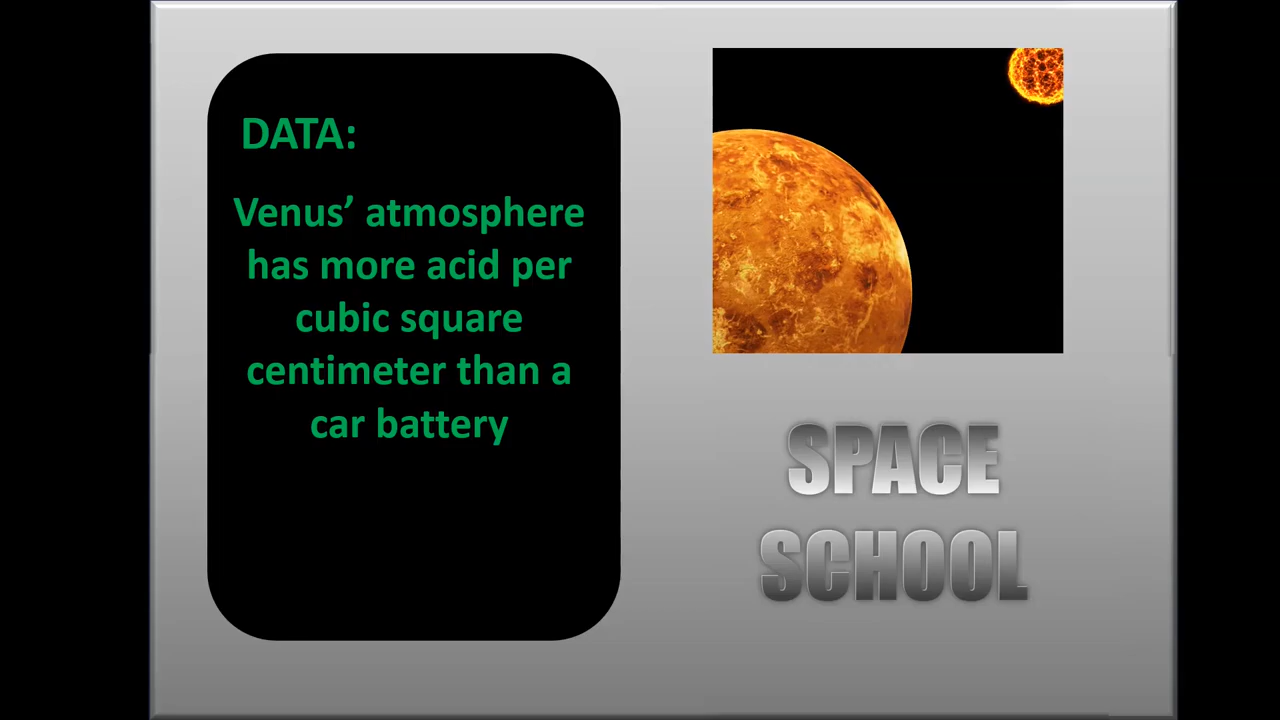 DATA:
Venus’ atmosphere
has more acid per
cubic square
centimeter than a
car battery
SPACE
SCHOOL